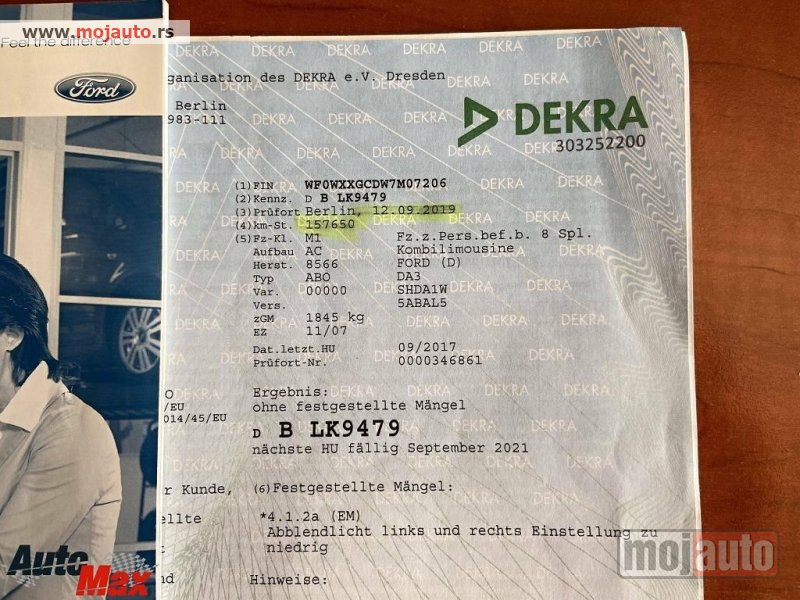 www.mojauto.rs
Feel the difference
Ford
ganisation des DEKRA e.V. Dresden
Berlin
983-111
DEKRA
303252200
(1) FIN WF0WXXGCDW7M07206
(2) Kennz. D B LK9479
(3) Prüfort Berlin, 12.09.2019
(4) km-St. 157650
(5) Fz-Kl. M1 Fz.z.Pers.bef.b. 8 Spl.
Aufbau AC Kombilimousine
Herst. 8566 FORD (D)
Typ ABO DA3
Var. 00000 SHDA1W
Vers. 5ABAL5
zGM 1845 kg
EZ 11/07
Dat.letzt.HU 09/2017
Prüfort-Nr. 0000346861
Ergebnis:
/EU
ohne festgestellte Mängel
014/45/EU
D B LK9479
nächste HU fällig September 2021
r Kunde,
(6) Festgestellte Mängel:
ellte
*4.1.2a (EM)
Abblendlicht links und rechts Einstellung zu
niedrig
nd
Hinweise:
Auto Max
mojauto